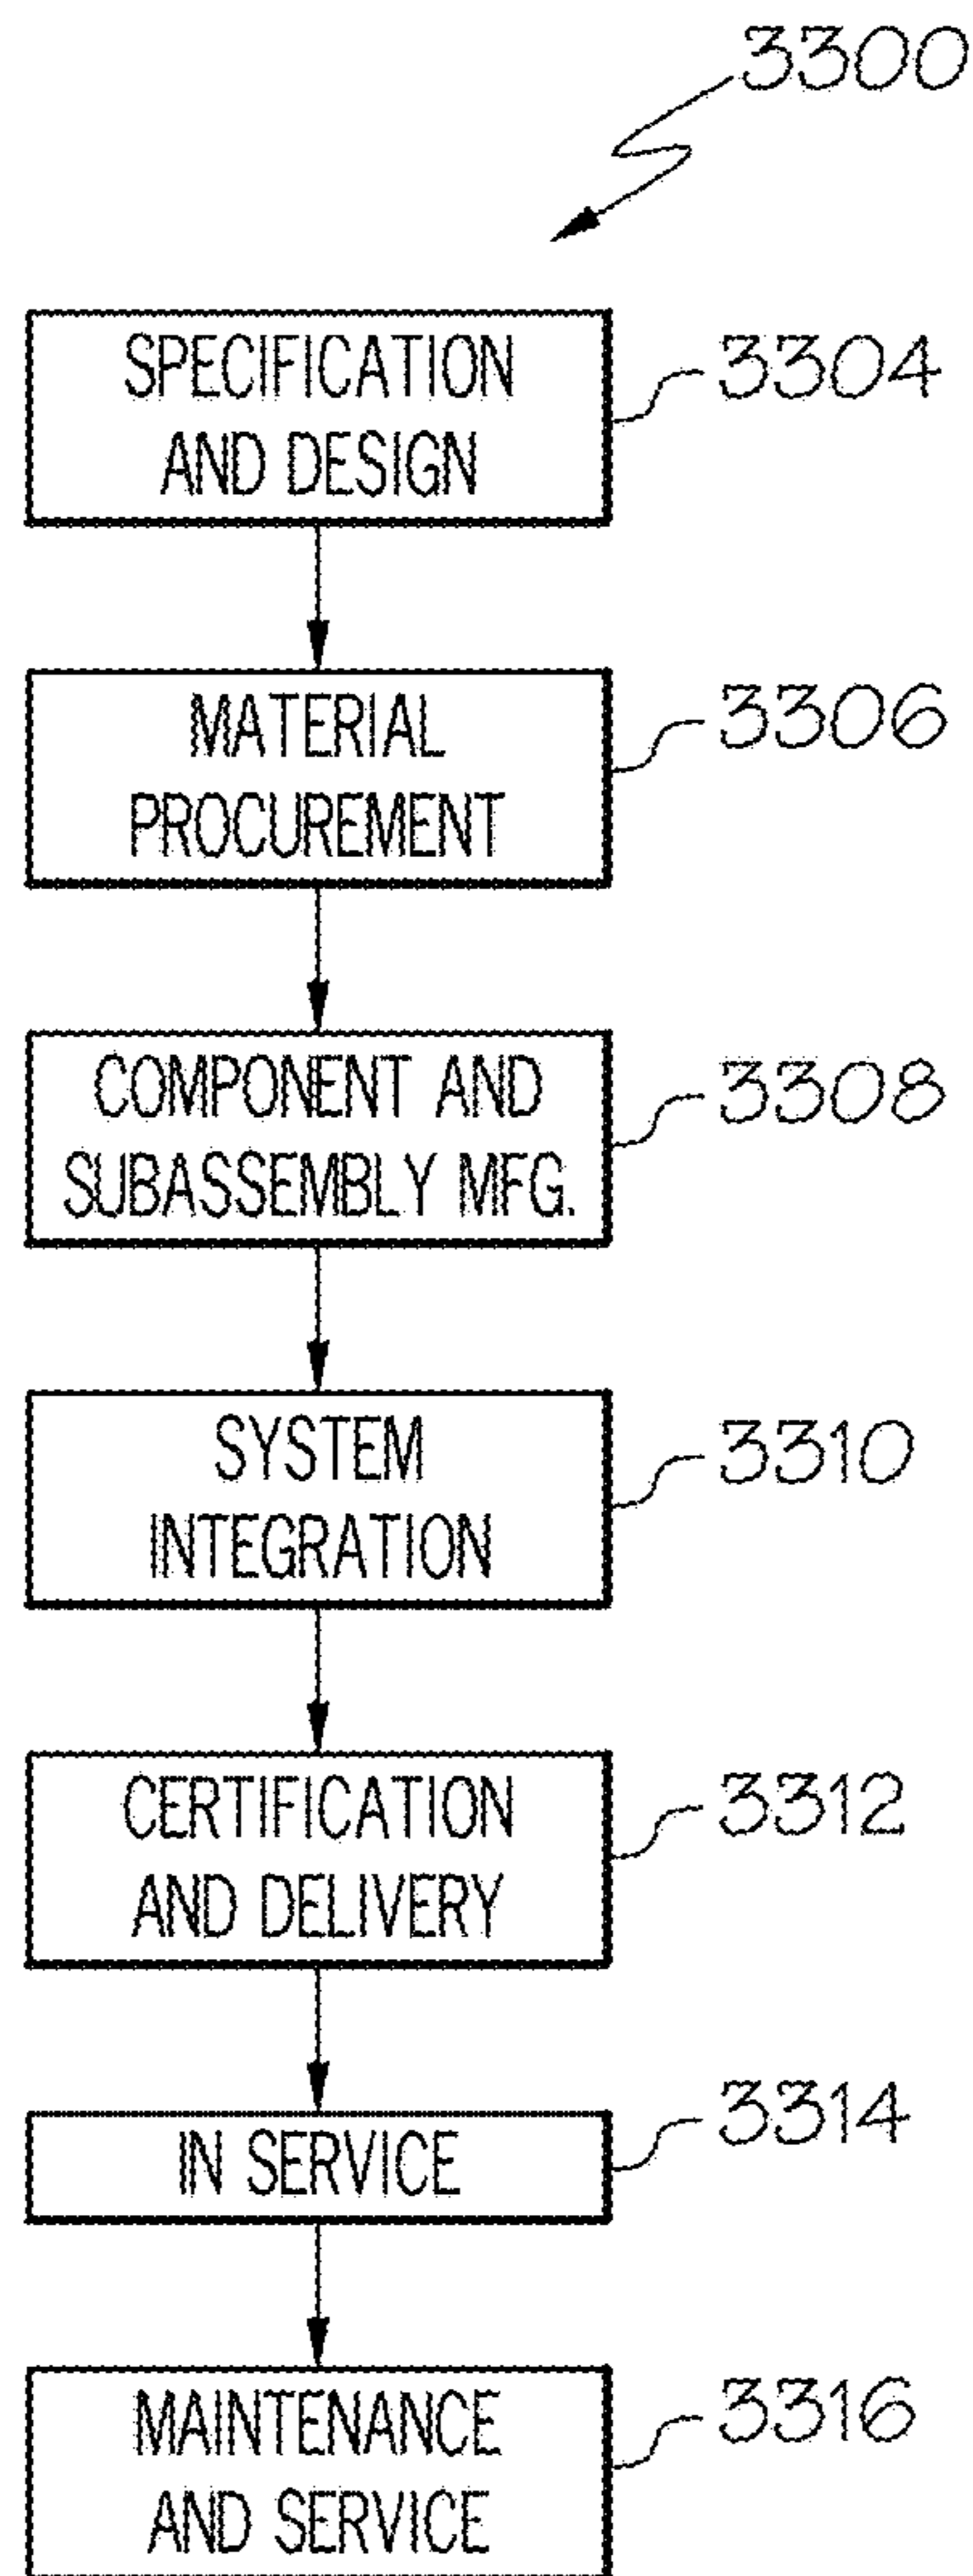 3300
SPECIFICATION
AND DESIGN
3304
MATERIAL
PROCUREMENT
3306
COMPONENT AND
SUBASSEMBLY MFG.
3308
SYSTEM
INTEGRATION
3310
CERTIFICATION
AND DELIVERY
3312
IN SERVICE
3314
MAINTENANCE
AND SERVICE
3316